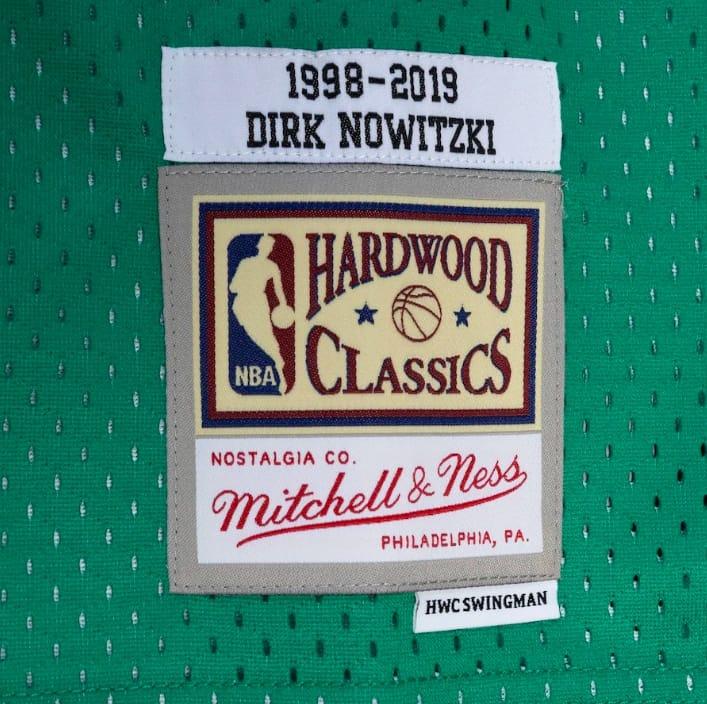 1998-2019
DIRK NOWITZKI
HARDWOOD
CLASSICS
NBA
NOSTALGIA CO.
Mitchell & Ness
PHILADELPHIA, PA.
HWC SWINGMAN